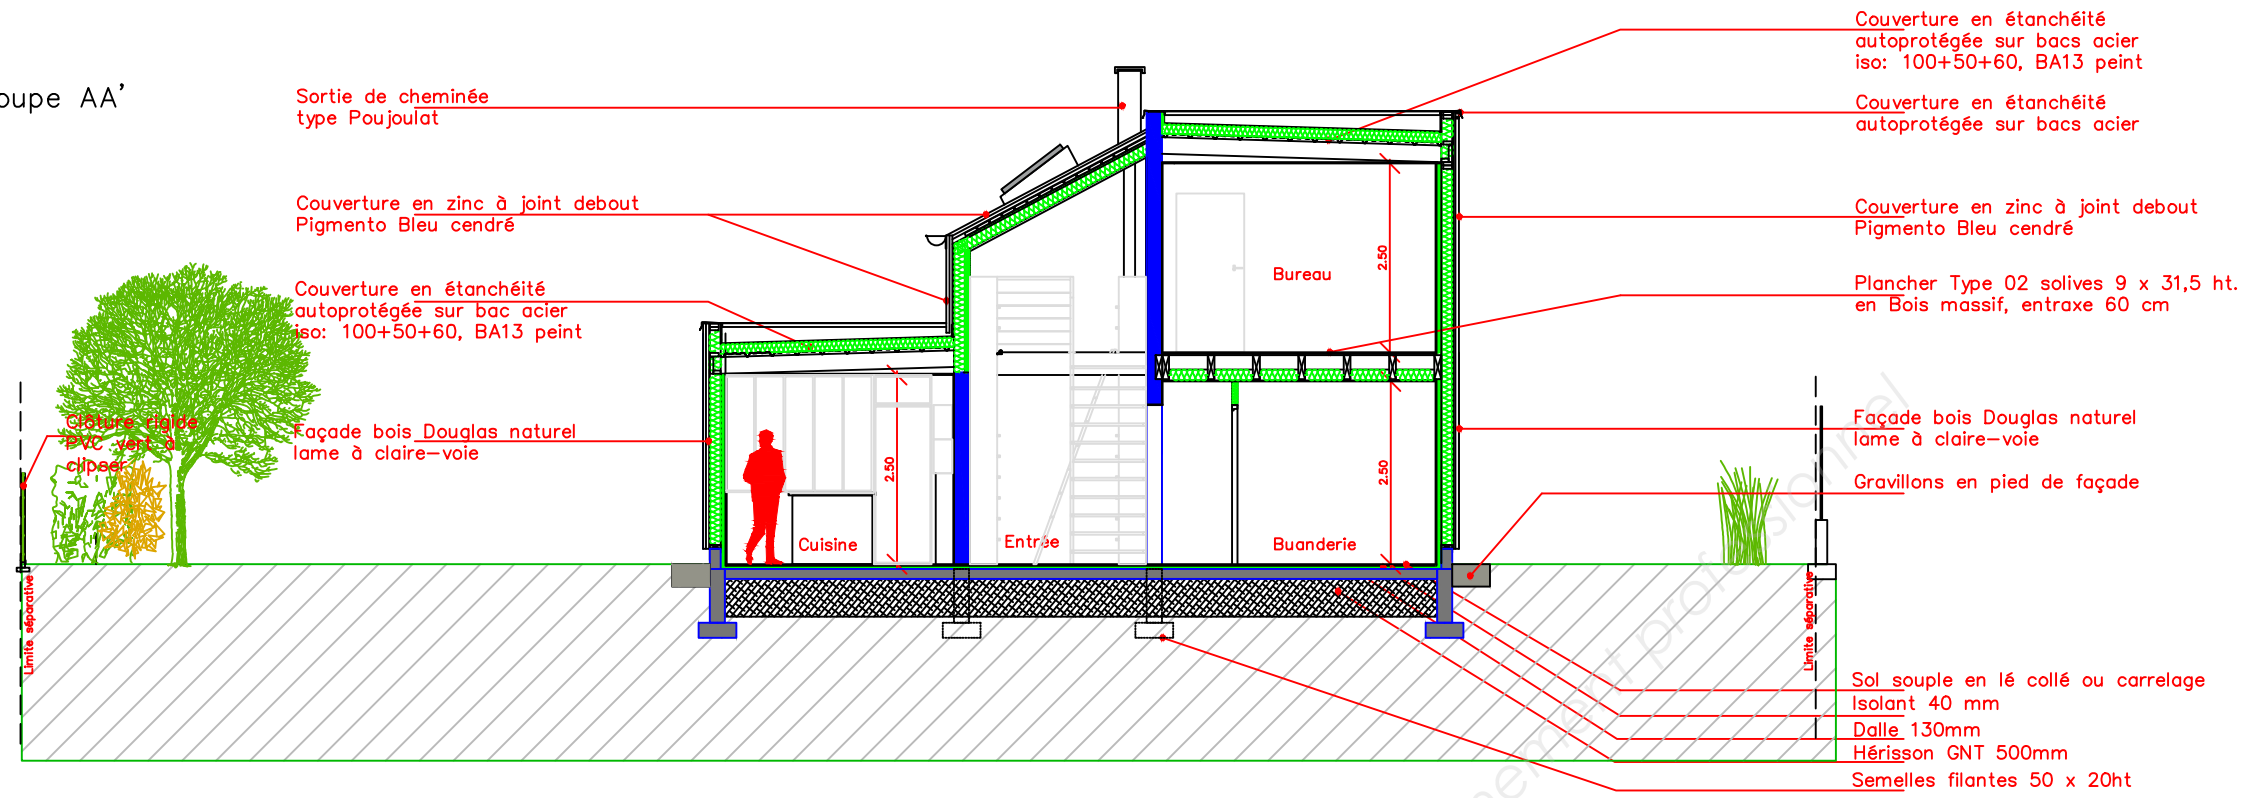 oupe AA'
Sortie de cheminée
type Poujoulat
Couverture en zinc à joint debout
Pigmento Bleu cendré
Couverture en étanchéité
autoprotégée sur bac acier
iso: 100+50+60, BA13 peint
Clôture rigide
PVC vert à
clipser
Façade bois Douglas naturel
lame à claire-voie
Limite séparative
Cuisine
2.50
Entrée
Bureau
2.50
Buanderie
2.50
Couverture en étanchéité
autoprotégée sur bacs acier
iso: 100+50+60, BA13 peint
Couverture en étanchéité
autoprotégée sur bacs acier
Couverture en zinc à joint debout
Pigmento Bleu cendré
Plancher Type 02 solives 9 x 31,5 ht.
en Bois massif, entraxe 60 cm
Façade bois Douglas naturel
lame à claire-voie
Gravillons en pied de façade
Limite séparative
Sol souple en lé collé ou carrelage
Isolant 40 mm
Dalle 130mm
Hérisson GNT 500mm
Semelles filantes 50 x 20ht
ement professionnel